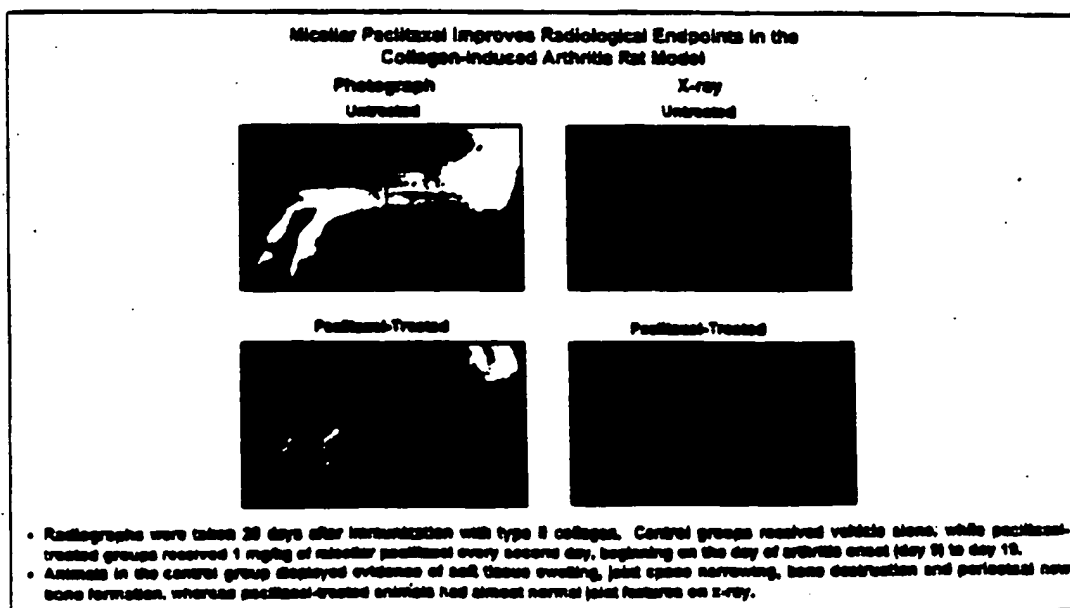 Micellar Paclitaxel Improves Radiological Endpoints in the
Collagen-Induced Arthritis Rat Model
Photograph
X-ray
Untreated
Untreated
Paclitaxel-Treated
Paclitaxel-Treated
• Radiographs were taken 28 days after immunization with type II collagen. Control groups received vehicle alone; while paclitaxel-
treated groups received 1 mg/kg of micellar paclitaxel every second day, beginning on the day of arthritis onset (day 9) to day
• Animals in the control group displayed evidence of soft tissue swelling, joint space narrowing, bone destruction and periosteal new
bone formation, whereas paclitaxel-treated animals had almost normal joint features on x-ray.